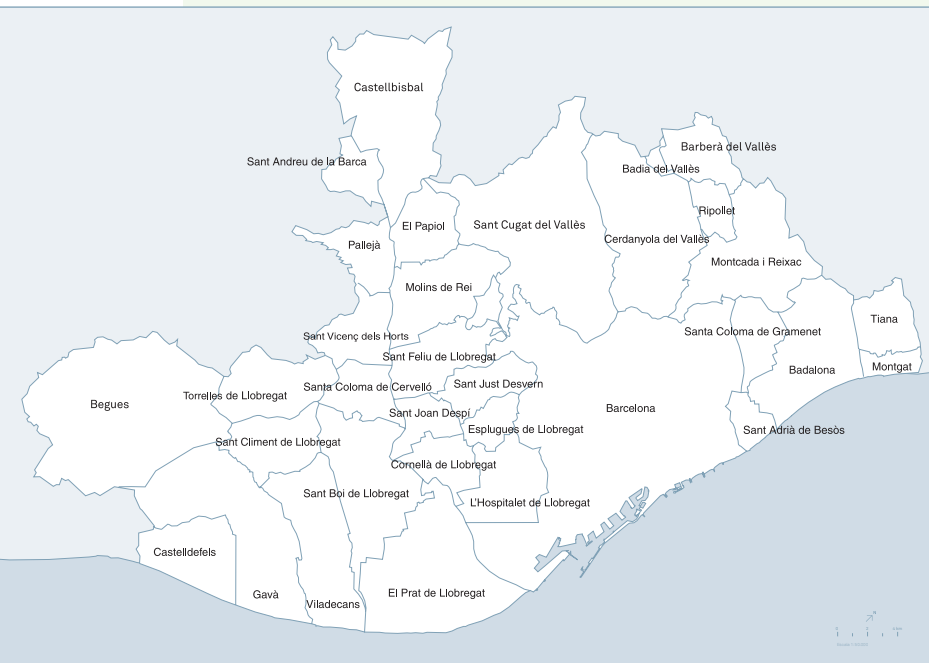 Castellbisbal
Barberà del Vallès
Sant Andreu de la Barca
Badia del Vallès
Ripollet
El Papiol
Sant Cugat del Vallès
Cerdanyola del Vallès
Pallejà
Montcada i Reixac
Molins de Rei
Tiana
Santa Coloma de Gramenet
Sant Vicenç dels Horts
Sant Feliu de Llobregat
Montgat
Badalona
Santa Coloma de Cervelló
Sant Just Desvern
Torrelles de Llobregat
Begues
Barcelona
Sant Joan Despí
Esplugues de Llobregat
Sant Adrià de Besòs
Sant Climent de Llobregat
Cornellà de Llobregat
Sant Boi de Llobregat
L'Hospitalet de Llobregat
Castelldefels
El Prat de Llobregat
Gavà
Viladecans
N